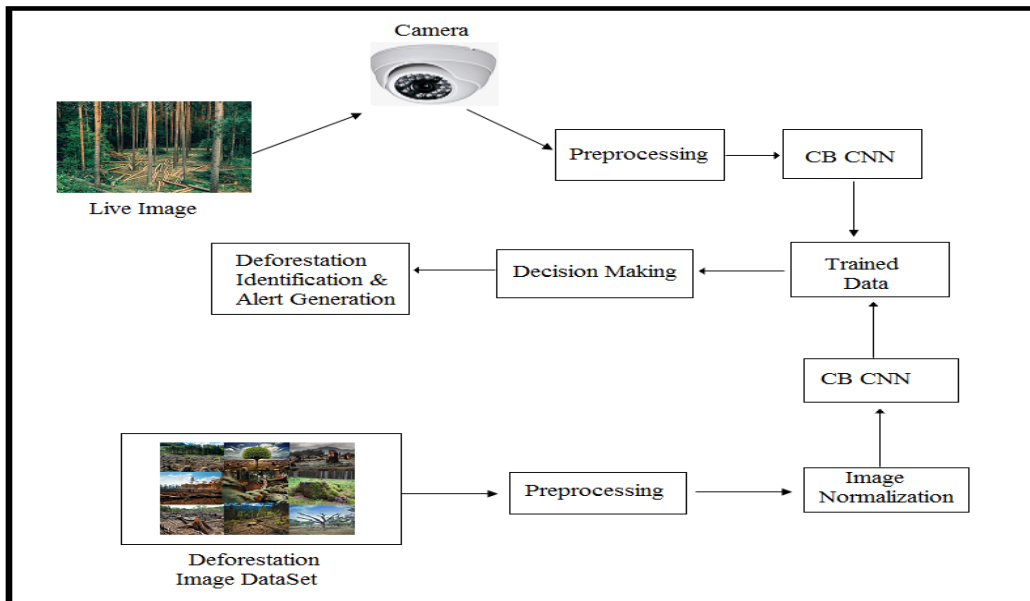 Camera
Live Image
Preprocessing
CB CNN
Deforestation
Identification &
Alert Generation
Decision Making
Trained
Data
CB CNN
Preprocessing
Image
Normalization
Deforestation
Image DataSet